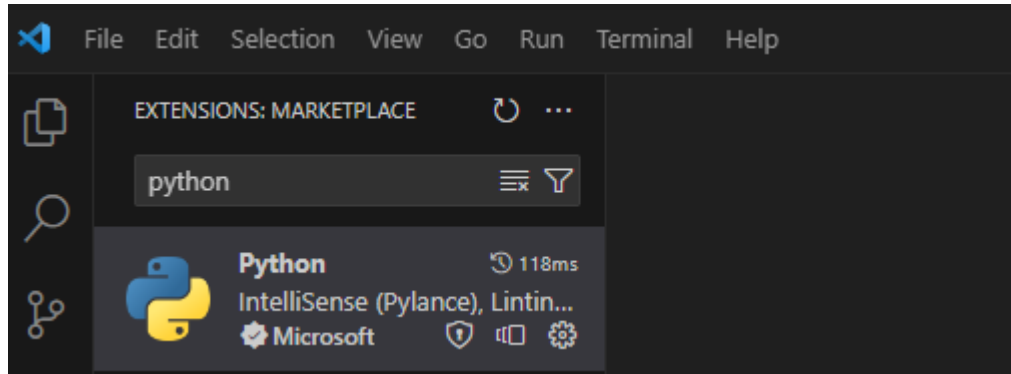 File Edit Selection View Go Run Terminal Help
EXTENSIONS: MARKETPLACE
python
Python 118ms
IntelliSense (Pylance), Lintin...
Microsoft